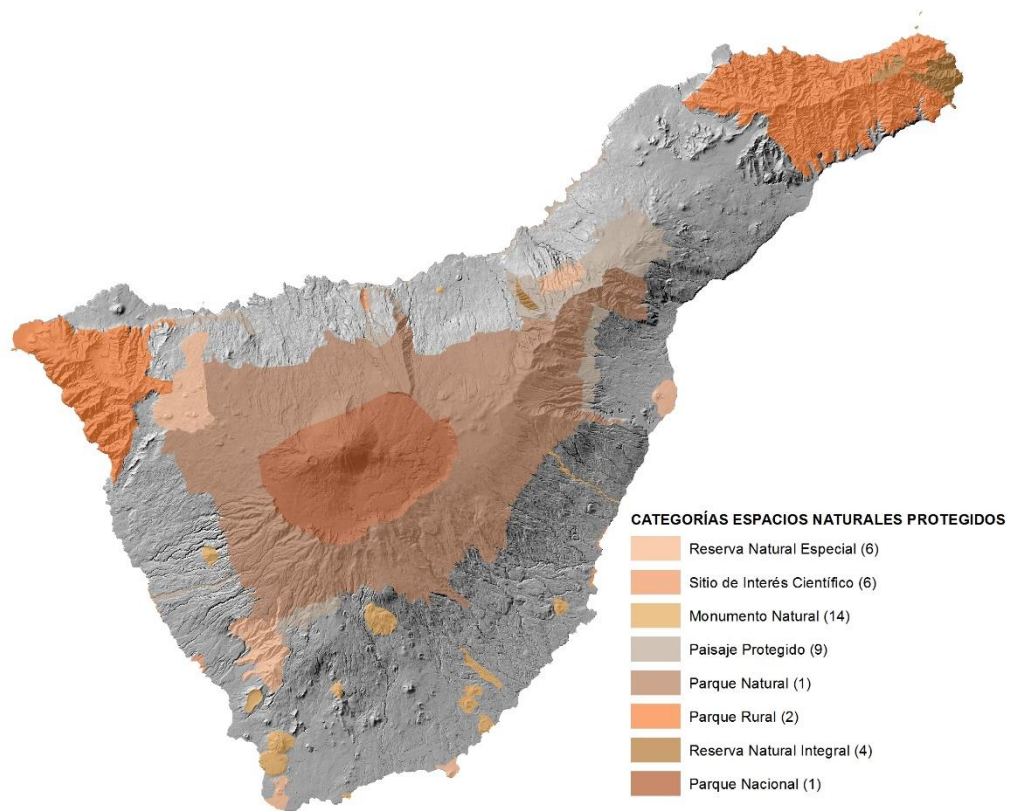 CATEGORÍAS ESPACIOS NATURALES PROTEGIDOS
Reserva Natural Especial (6)
Sitio de Interés Científico (6)
Monumento Natural (14)
Paisaje Protegido (9)
Parque Natural (1)
Parque Rural (2)
Reserva Natural Integral (4)
Parque Nacional (1)